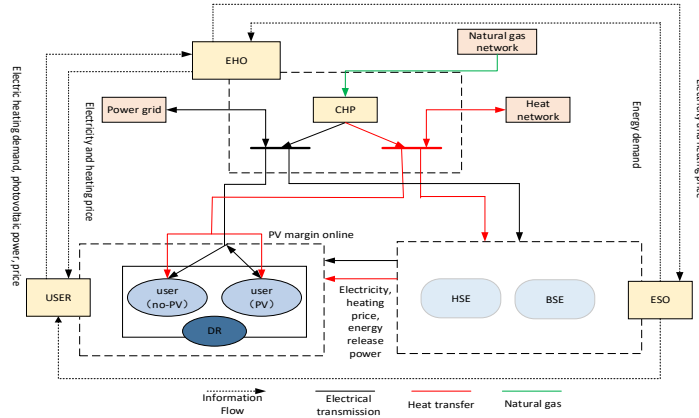 Natural gas
network
EHO
Power grid
CHP
Heat
network
Electric heating demand, photovoltaic power,
price
Electricity and
heating price
Energy
demand
PV margin online
USER
user
(no-PV)
user
(PV)
DR
Electricity,
heating
price,
energy
release
power
HSE
BSE
ESO
Information
Flow
Electrical
transmission
Heat transfer
Natural gas